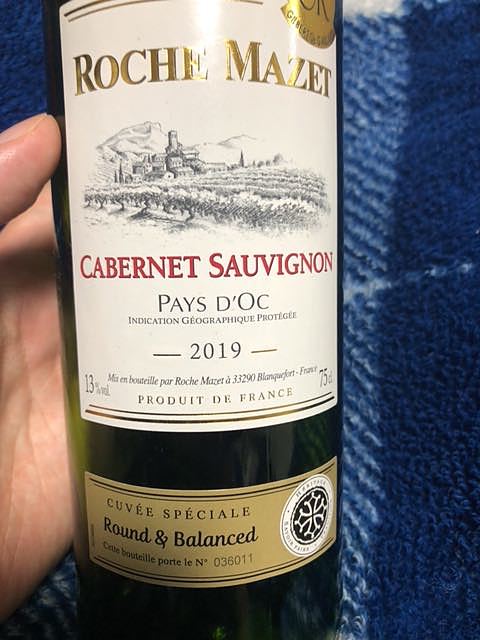 OR
ROCHE MAZET
CABERNET SAUVIGNON
PAYS D'OC
INDICATION GÉOGRAPHIQUE PROTÉGÉE
— 2019 —
13%vol. Mis en bouteille par Roche Mazet à 33290 Blanquefort - France 75cl
PRODUIT DE FRANCE
CUVÉE SPÉCIALE
Round & Balanced
Cette bouteille porte le N° 036011